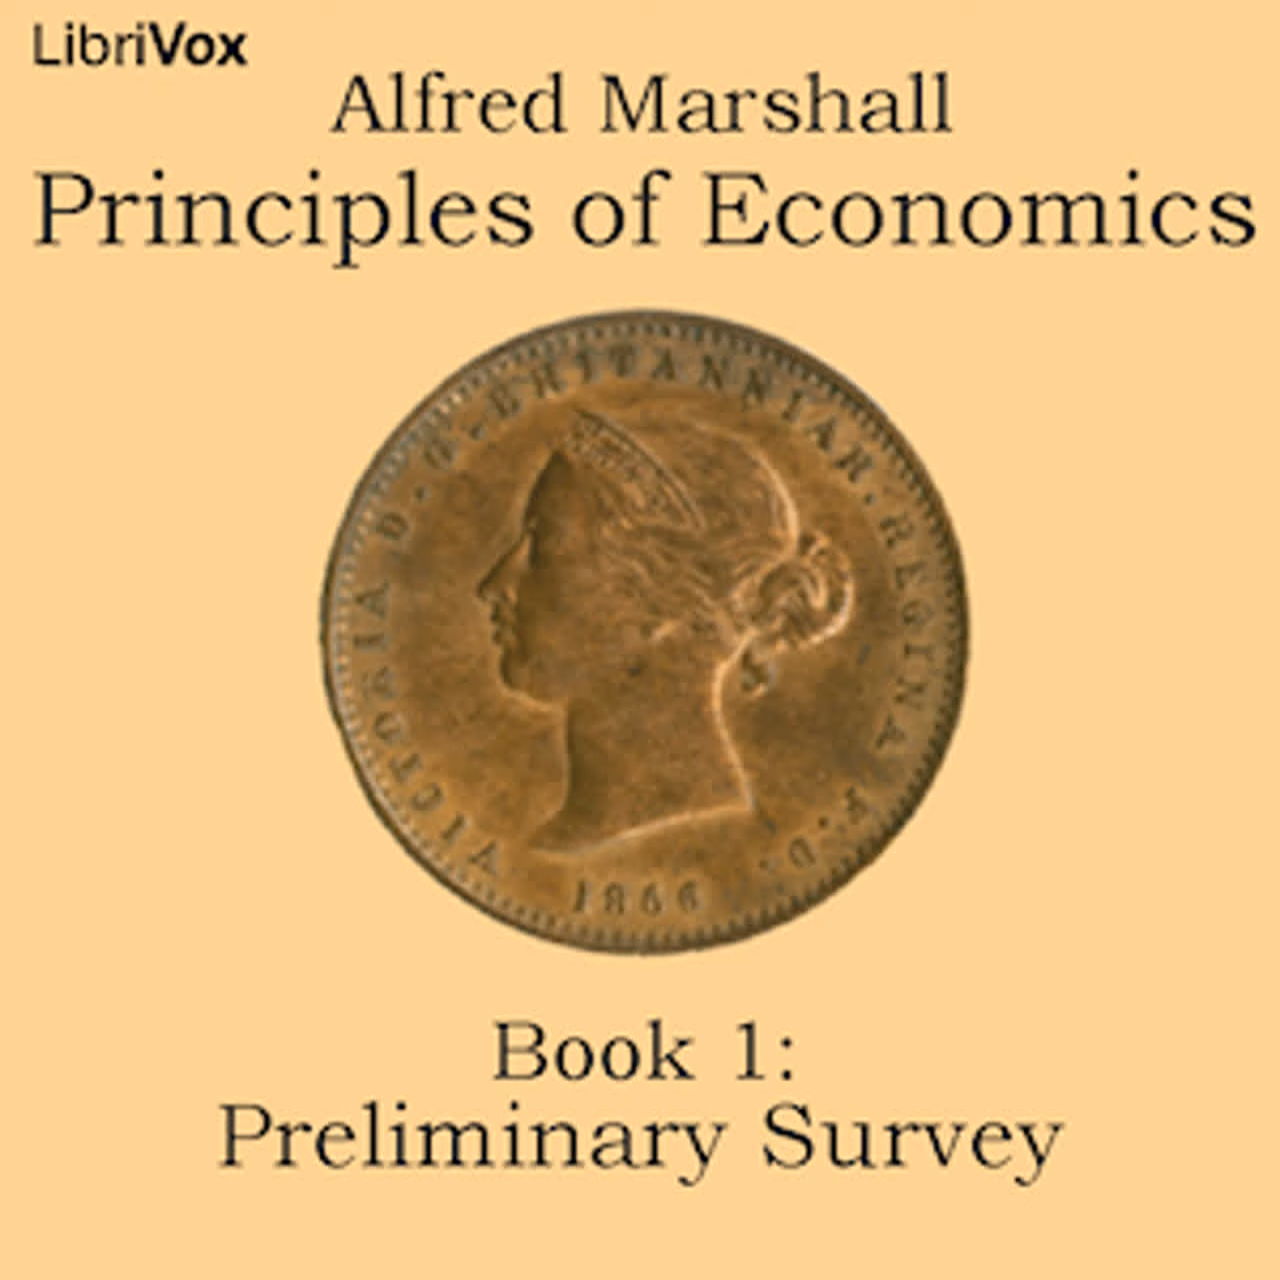 LibriVox
Alfred Marshall
Principles of Economics
VICTORIA D. G. BRITANNIAR. REGINA F. D.
1866
Book 1:
Preliminary Survey